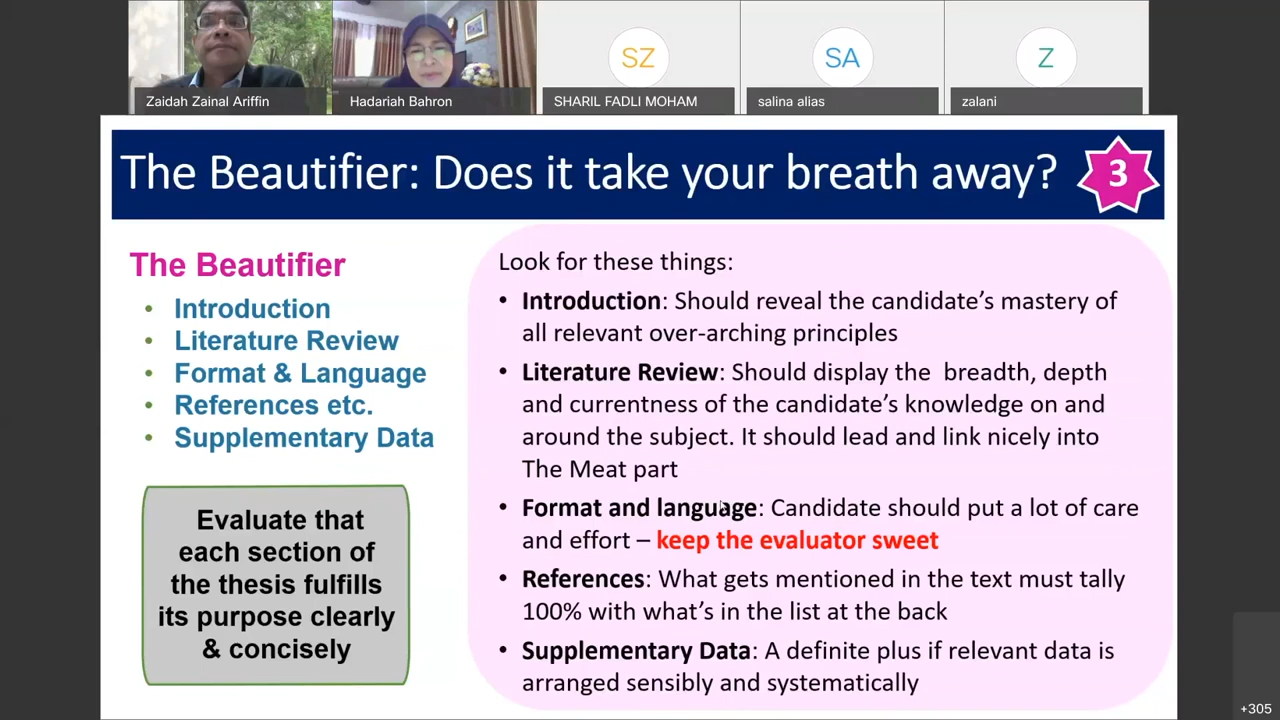 SZ
SA
Z
Zaidah Zainal Ariffin
Hadariah Bahron
SHARIL FADLI MOHAM
salina alias
zalani
The Beautifier: Does it take your breath away?
3
The Beautifier
• Introduction
• Literature Review
• Format & Language
• References etc.
• Supplementary Data
Evaluate that
each section of
the thesis fulfills
its purpose clearly
& concisely
Look for these things:
• Introduction: Should reveal the candidate's mastery of
all relevant over-arching principles
• Literature Review: Should display the breadth, depth
and currentness of the candidate's knowledge on and
around the subject. It should lead and link nicely into
The Meat part
• Format and language: Candidate should put a lot of care
and effort – keep the evaluator sweet
• References: What gets mentioned in the text must tally
100% with what's in the list at the back
• Supplementary Data: A definite plus if relevant data is
arranged sensibly and systematically
+305